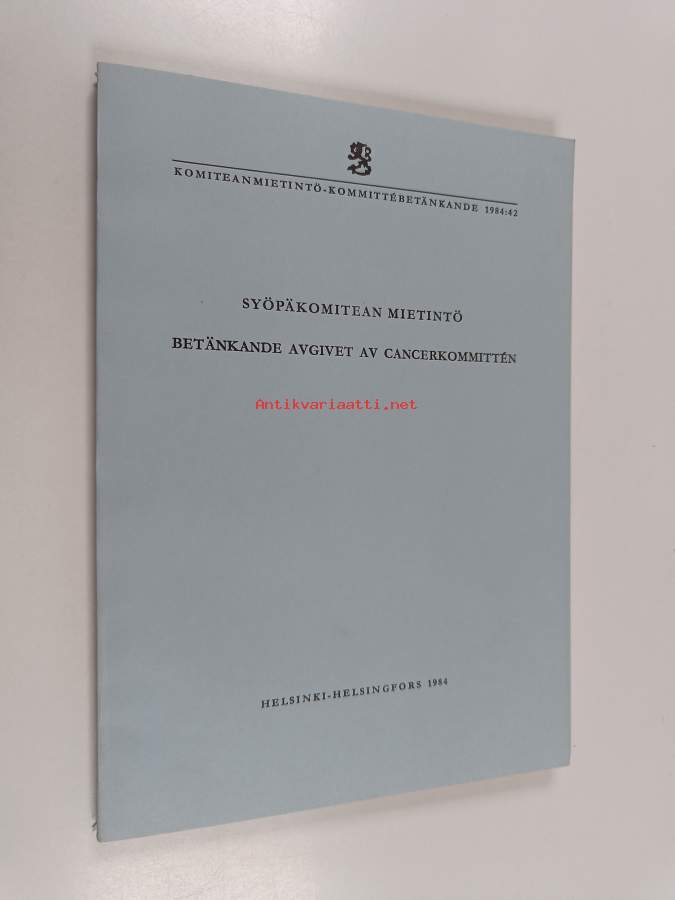 KOMITEANMIETINTÖ-KOMMITTÉBETÄNKANDE 1984:42
SYÖPÄKOMITEAN MIETINTÖ
BETÄNKANDE AVGIVET AV CANCERKOMMITTÉN
Antikvariaatti.net
HELSINKI-HELSINGFORS 1984